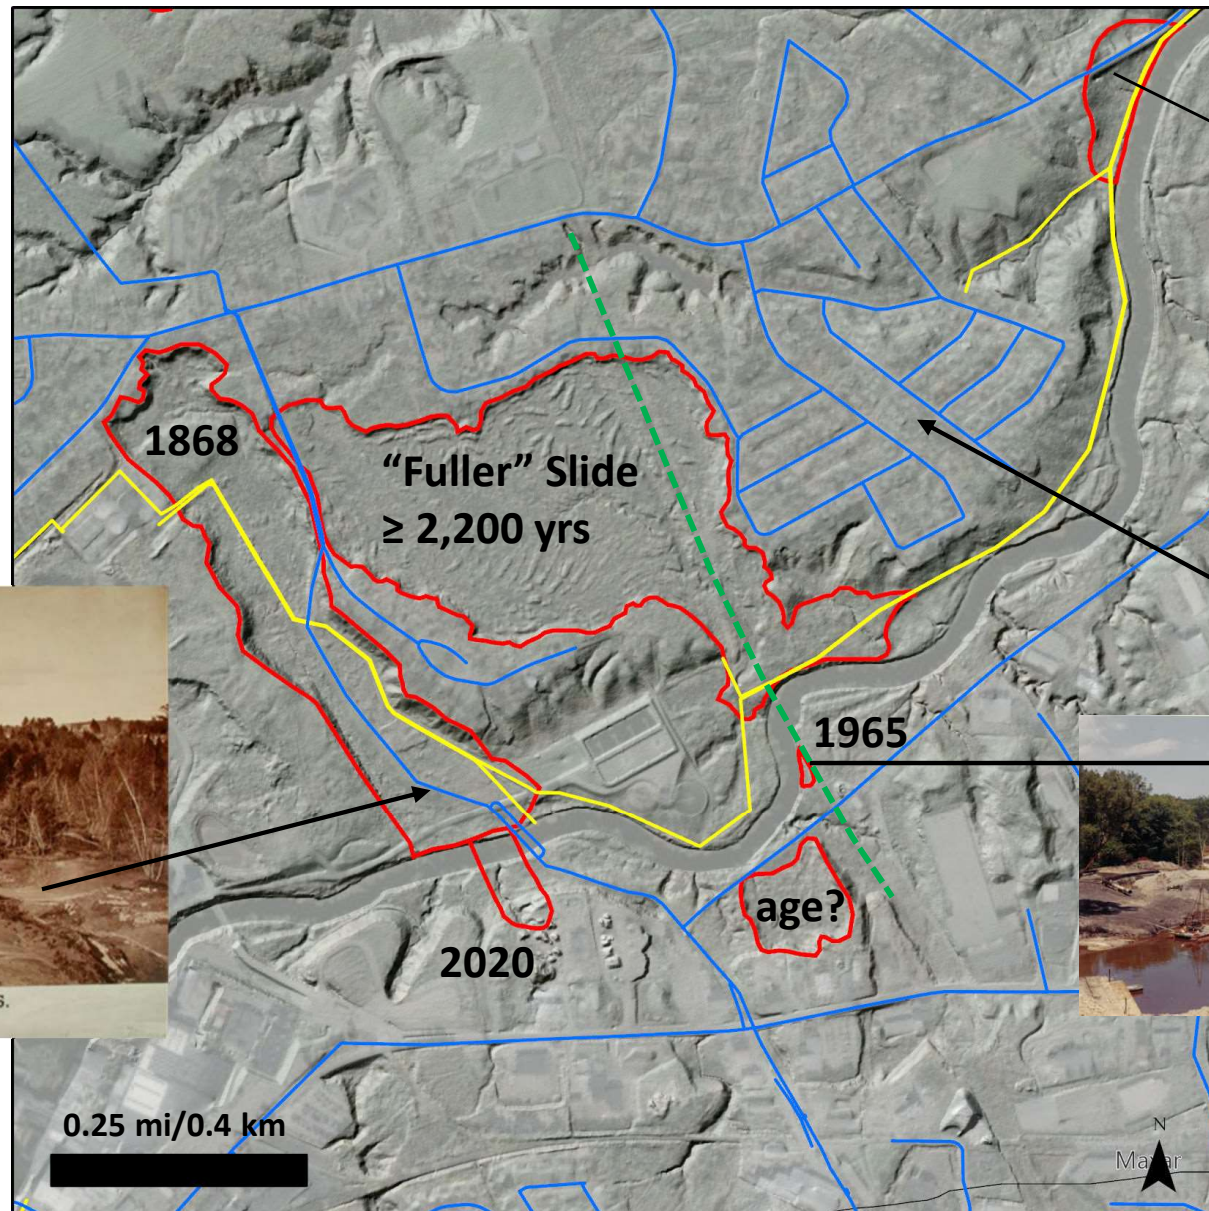 1868
“Fuller” Slide
≥ 2,200 yrs
1965
age?
2020
s.
0.25 mi/0.4 km
N